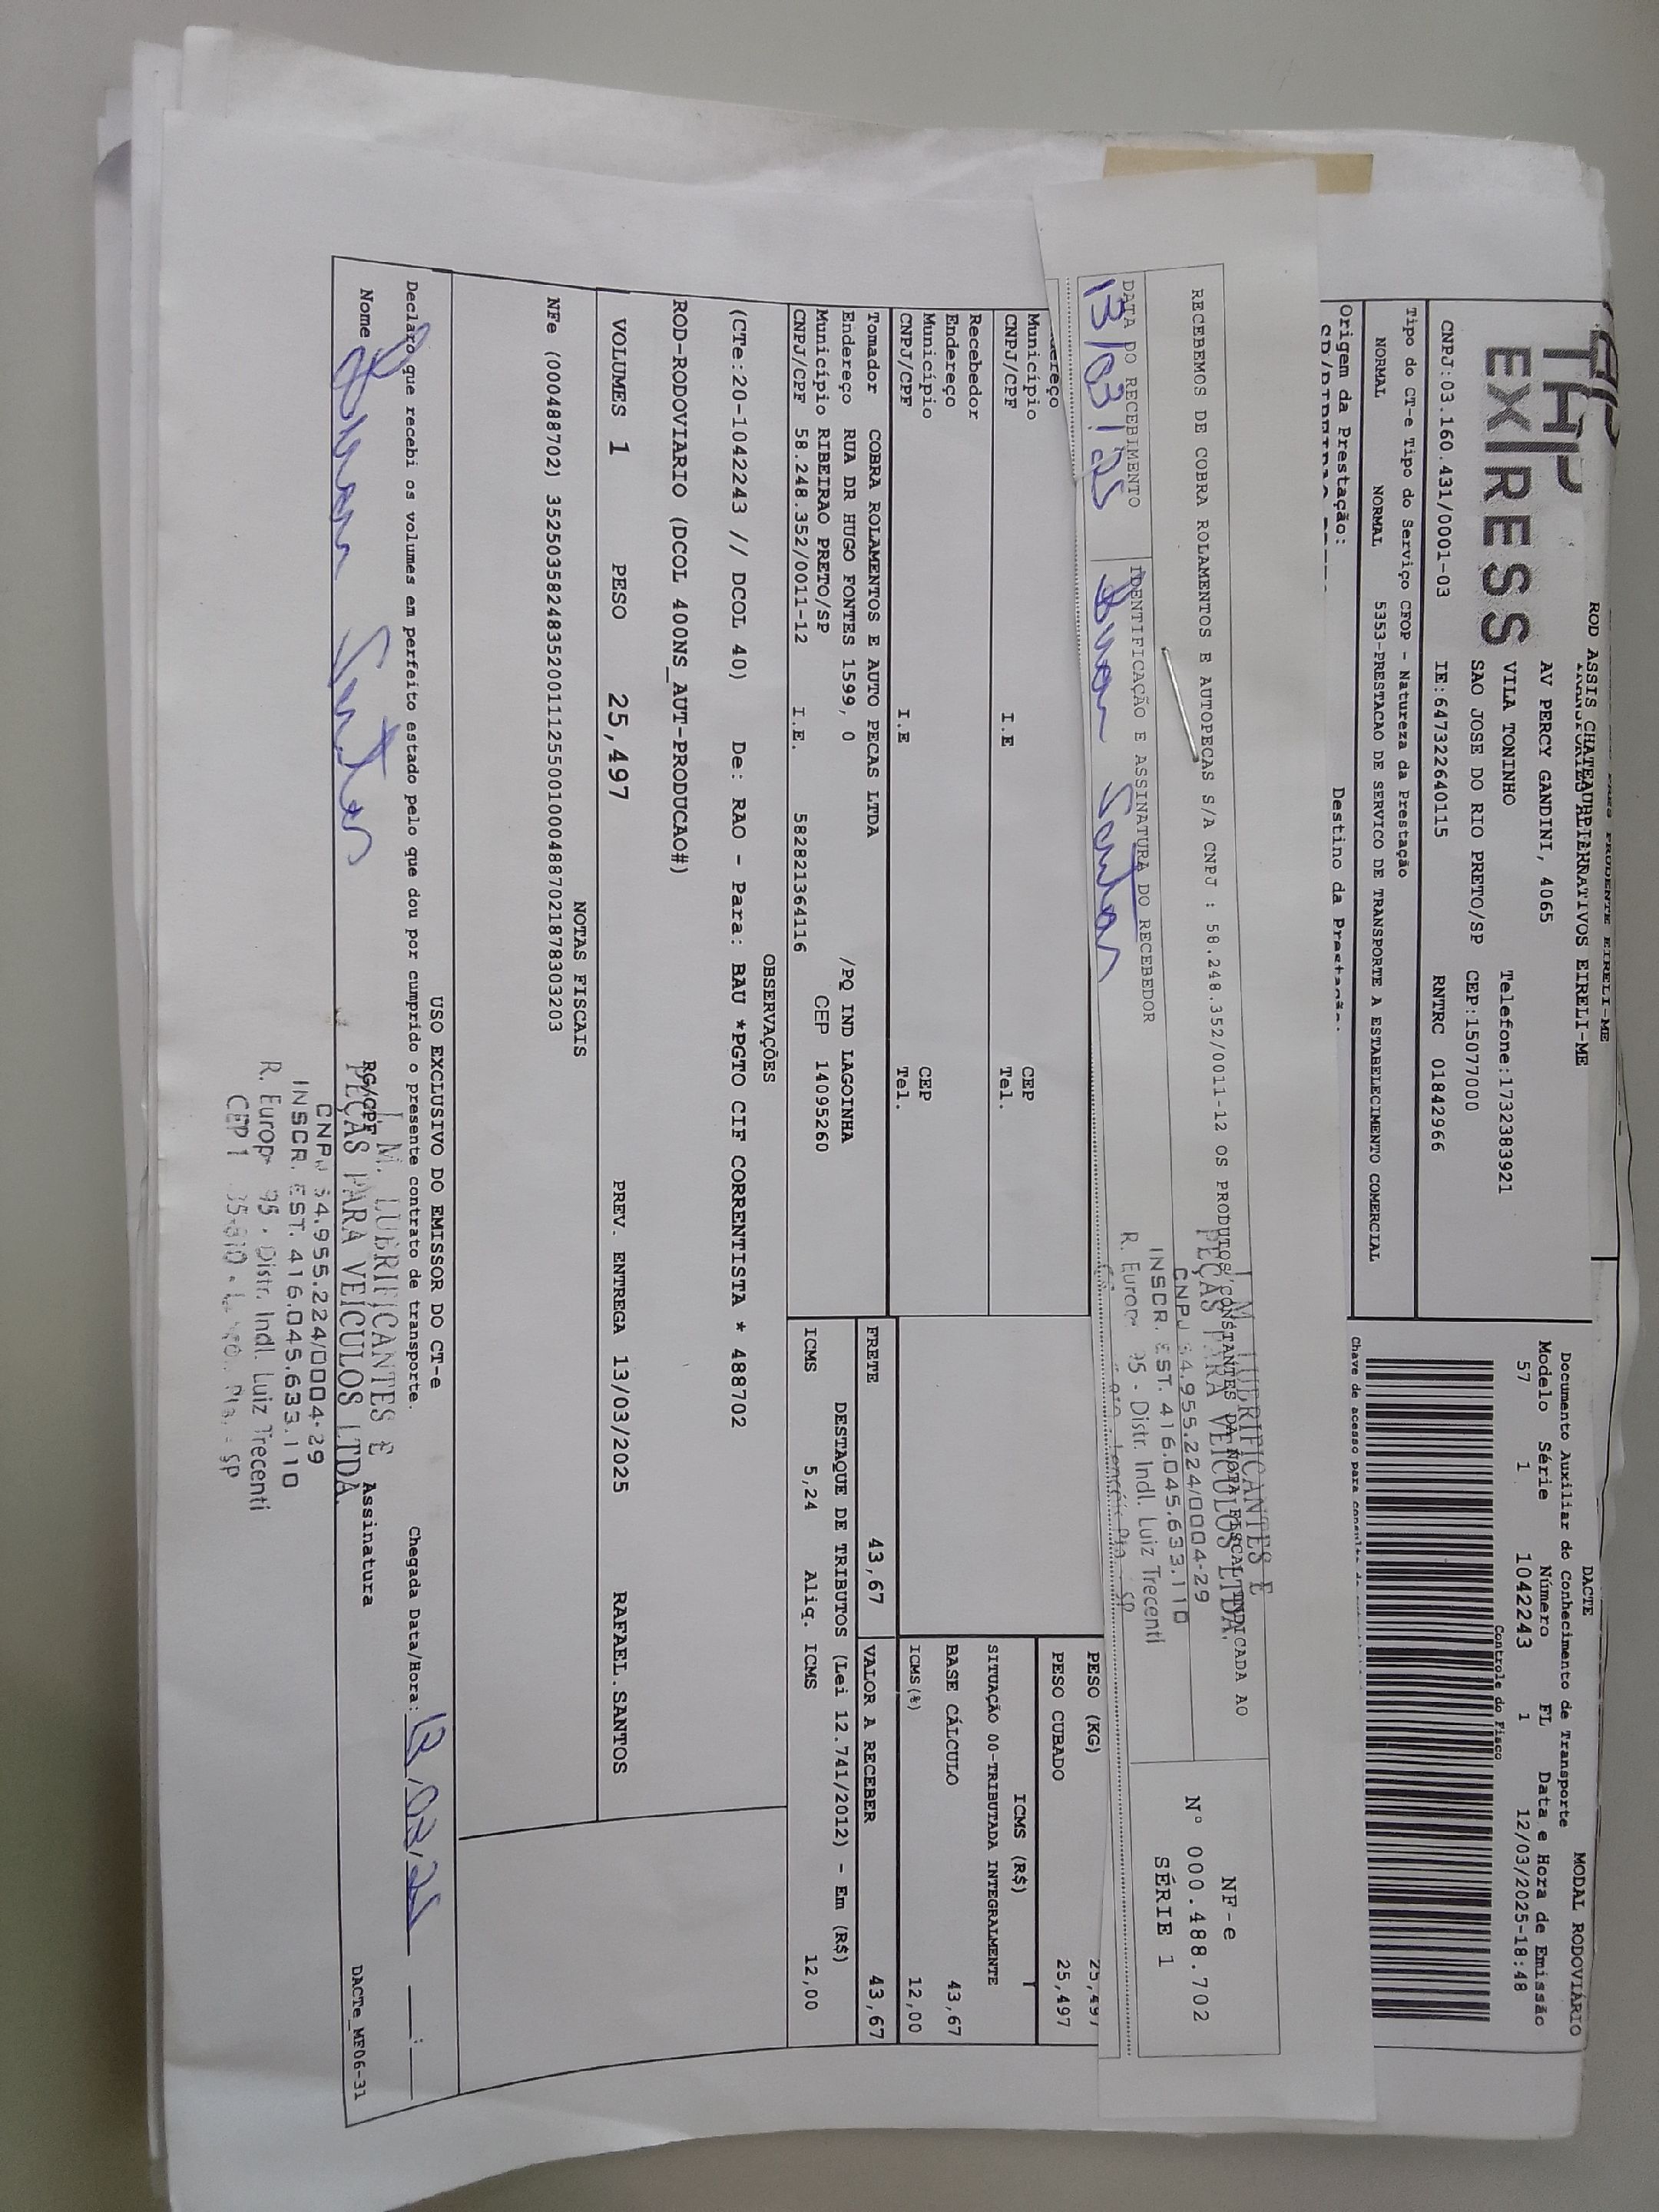 THP
EXPRESS
ROD ASSIS CHATEAUBRIAND
AV PERCY GANDINI, 4065
VILA TONINHO Telefone:1732383921
SAO JOSE DO RIO PRETO/SP CEP:15077000
CNPJ:03.160.431/0001-03 IE:647322640115 RNTRC 01842966
DACTE MODAL RODOVIÁRIO
Documento Auxiliar do Conhecimento de Transporte
Modelo Série Número FL Data e Hora de Emissão
57 1 1042243 1 12/03/2025-18:48
Controle do Fisco
Tipo do CT-e Tipo do Serviço CFOP - Natureza da Prestação
NORMAL NORMAL 5353-PRESTACAO DE SERVICO DE TRANSPORTE A ESTABELECIMENTO COMERCIAL
Chave de acesso para consulta
Origem da Prestação: Destino da Prestação:
RECEBEMOS DE COBRA ROLAMENTOS E AUTOPECAS S/A CNPJ : 58.248.352/0011-12 OS PRODUTOS CONSTANTES DA NOTA FISCAL INDICADA AO
NF-e
Nº 000.488.702
SÉRIE 1
DATA DO RECEBIMENTO IDENTIFICAÇÃO E ASSINATURA DO RECEBEDOR
13/03/25 Santos
M. LUBRIFICANTES E
PEÇAS PARA VEÍCULOS LTDA.
CNPJ 54.955.224/0004-29
INSCR. EST. 416.045.633.110
R. Europa 95 - Distr. Indl. Luiz Trecenti
PESO (KG) 25,497
PESO CUBADO 25,497
Município I.E CEP
CNPJ/CPF Tel.
Recebedor
Endereço
Município CEP
CNPJ/CPF I.E Tel.
ICMS (R$)
SITUAÇÃO 00-TRIBUTADA INTEGRALMENTE
BASE CÁLCULO 43,67
ICMS(%) 12,00
Tomador COBRA ROLAMENTOS E AUTO PECAS LTDA
Endereço RUA DR HUGO FONTES 1599, 0 /PQ IND LAGOINHA
Município RIBEIRAO PRETO/SP CEP 14095260
CNPJ/CPF 58.248.352/0011-12 I.E. 582821364116
FRETE 43,67 VALOR A RECEBER 43,67
DESTAQUE DE TRIBUTOS (Lei 12.741/2012) - Em (R$)
ICMS 5,24 Aliq. ICMS 12,00
OBSERVAÇÕES
(CTe:20-1042243 // DCOL 40) De: RAO - Para: BAU *PGTO CIF CORRENTISTA * 488702
ROD-RODOVIARIO (DCOL 400NS_AUT-PRODUCAO#)
VOLUMES 1 PESO 25,497 PREV. ENTREGA 13/03/2025 RAFAEL.SANTOS
NOTAS FISCAIS
NFe (000488702) 35250358248352001112550010004887021878303203
USO EXCLUSIVO DO EMISSOR DO CT-e
Declaro que recebi os volumes em perfeito estado pelo que dou por cumprido o presente contrato de transporte. Chegada Data/Hora: 13/03/25 :
Nome Santos RG/CPF Assinatura
M. LUBRIFICANTES E
PEÇAS PARA VEÍCULOS LTDA.
CNPJ 54.955.224/0004-29
INSCR. EST. 416.045.633.110
R. Europa 95 - Distr. Indl. Luiz Trecenti
DACTe_MF06-31